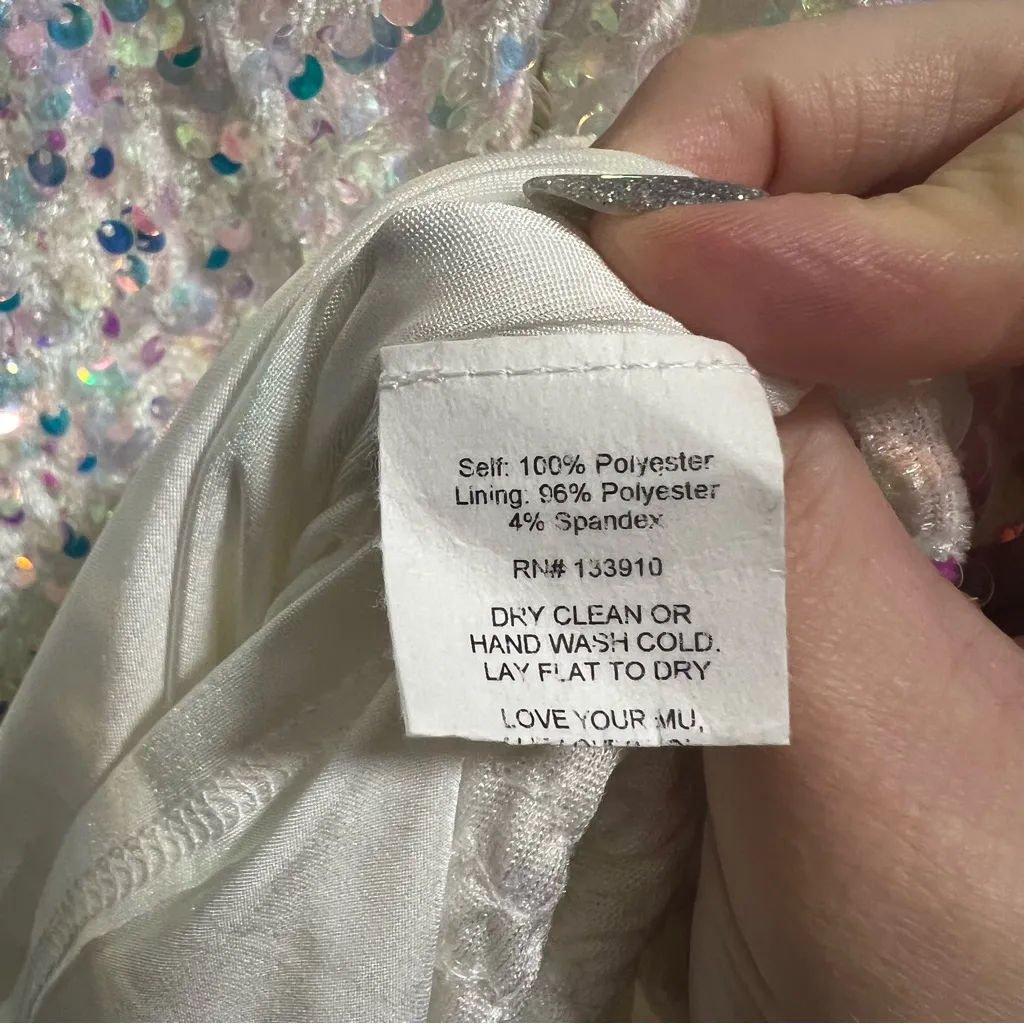 Self: 100% Polyester
Lining: 96% Polyester
4% Spandex
RN# 133910
DRY CLEAN OR
HAND WASH COLD.
LAY FLAT TO DRY
LOVE YOUR MU,